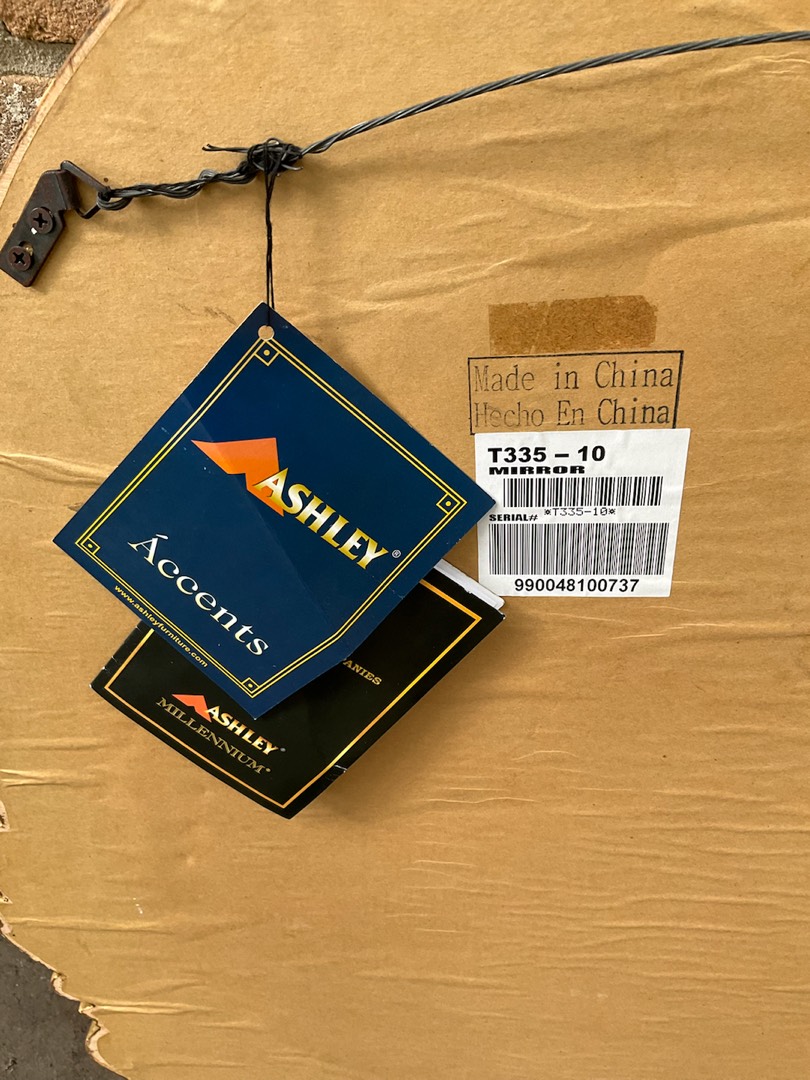 Made in China
Hecho En China
T335 – 10
MIRROR
*T335-10*
SERIAL#
990048100737
ASHLEY®
Áccents
www.ashleyfurniture.com
ASHLEY®
MILLENNIUM®